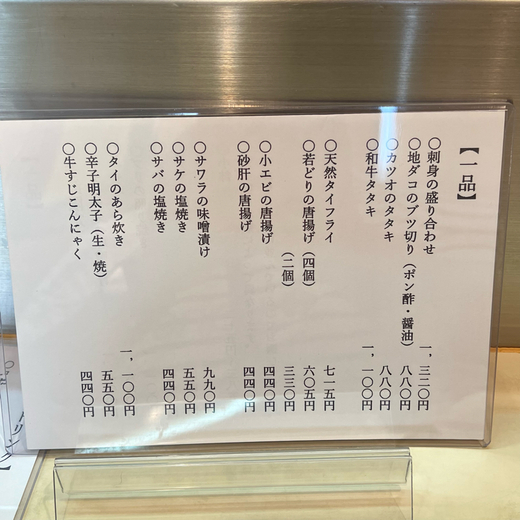 【一品】
○刺身の盛り合わせ 一、三二〇円
○地ダコのブツ切り（ポン酢・醤油） 八八〇円
○カツオのタタキ 八八〇円
○和牛タタキ 一、一〇〇円
○天然タイフライ 七一五円
○若どりの唐揚げ（四個） 六〇五円
（二個） 三三〇円
○小エビの唐揚げ 四四〇円
○砂肝の唐揚げ 四四〇円
○サワラの味噌漬け 九九〇円
○サケの塩焼き 五五〇円
○サバの塩焼き 四四〇円
○タイのあら炊き 一、一〇〇円
○辛子明太子（生・焼） 五五〇円
○牛すじこんにゃく 四四〇円